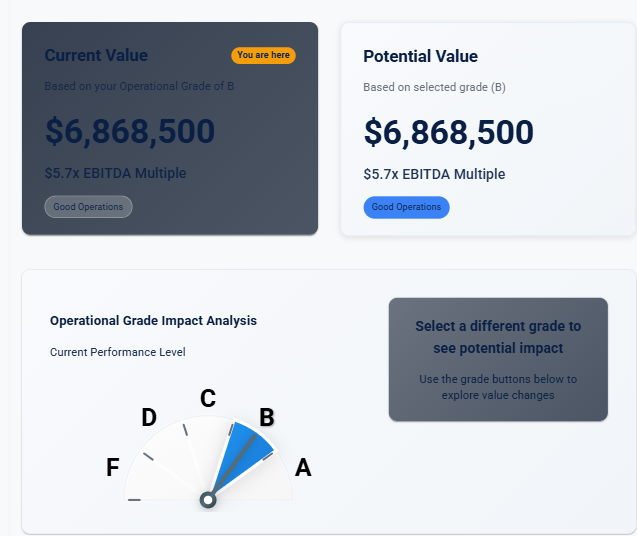 Current Value
You are here
Based on your Operational Grade of B
$6,868,500
$5.7x EBITDA Multiple
Good Operations
Potential Value
Based on selected grade (B)
$6,868,500
$5.7x EBITDA Multiple
Good Operations
Operational Grade Impact Analysis
Current Performance Level
F
D
C
B
A
Select a different grade to
see potential impact
Use the grade buttons below to
explore value changes